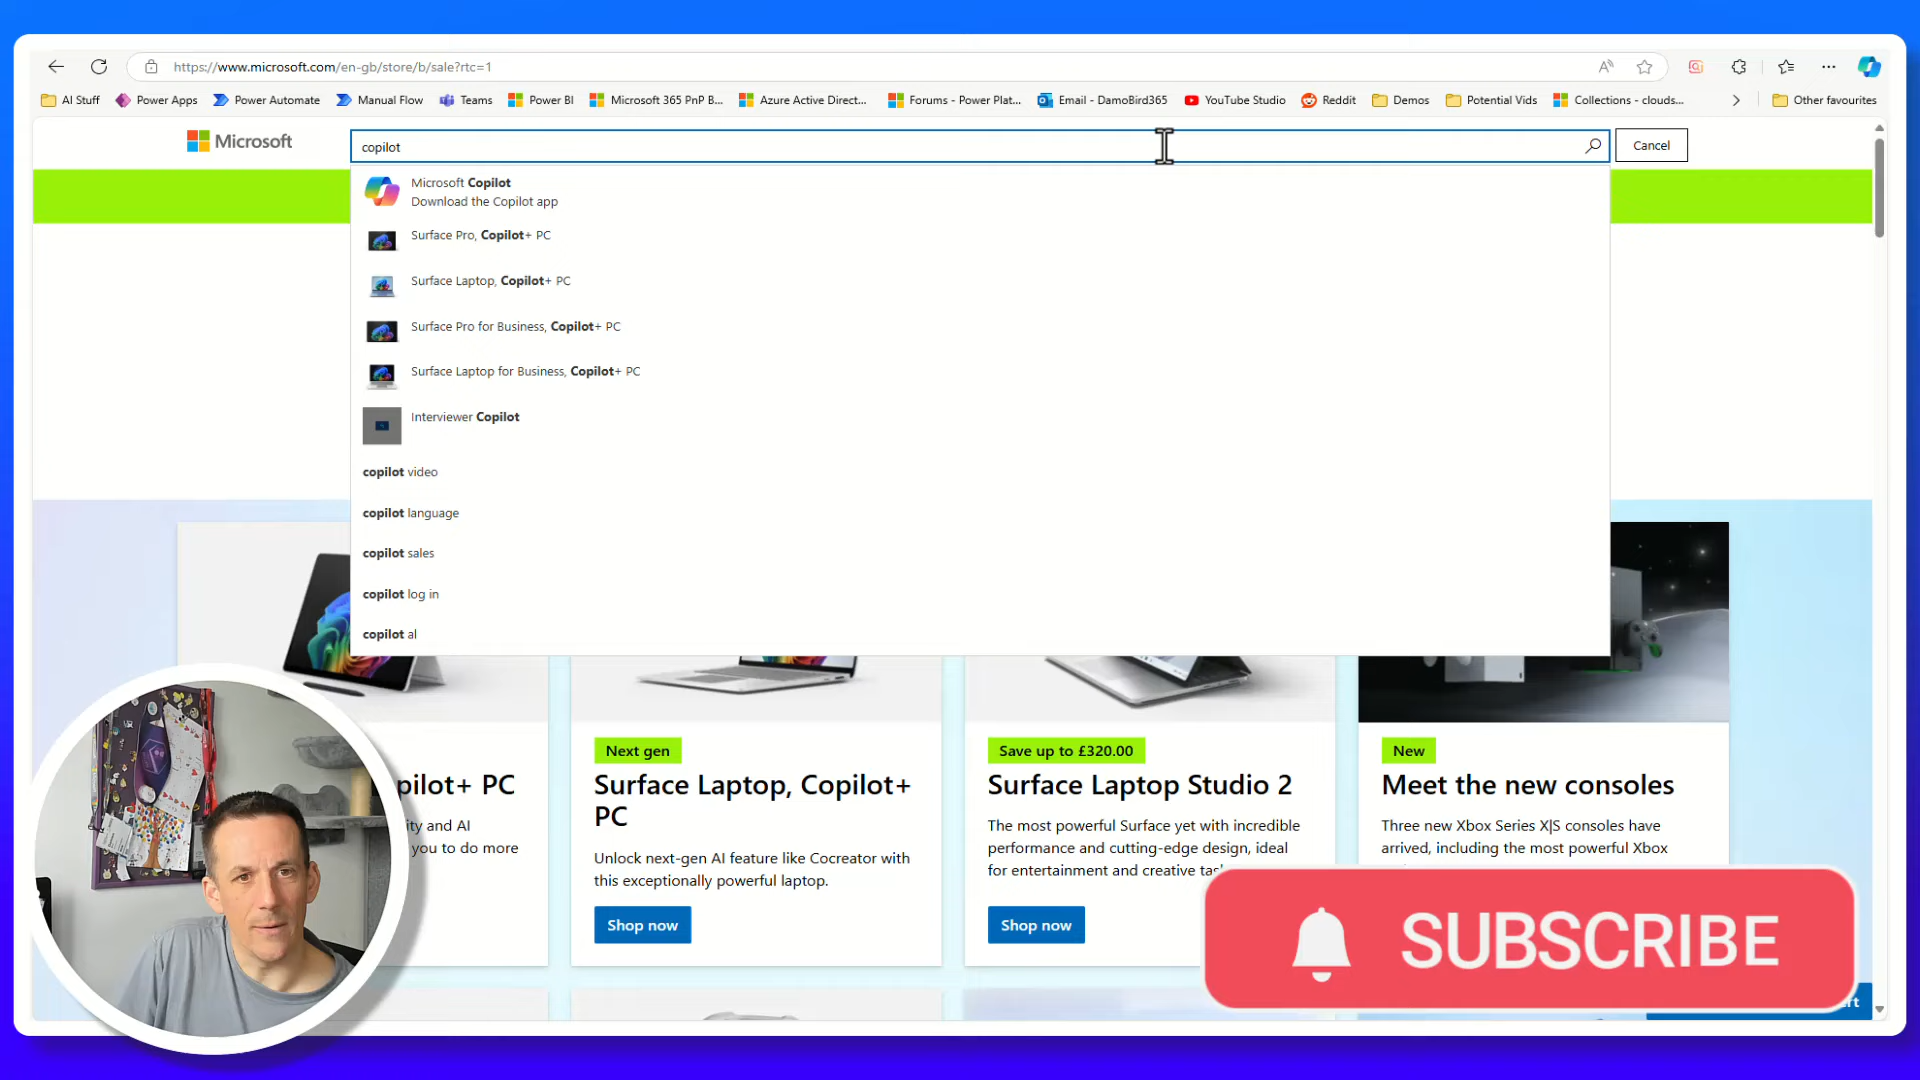 https://www.microsoft.com/en-gb/store/b/sale?rtc=1
AI Stuff
Power Apps
Power Automate
Manual Flow
Teams
Power BI
Microsoft 365 PnP B...
Azure Active Direct...
Forums - Power Plat...
Email - DamoBird365
YouTube Studio
Reddit
Demos
Potential Vids
Collections - clouds...
Other favourites
Microsoft
copilot
Cancel
Microsoft Copilot
Download the Copilot app
Surface Pro, Copilot+ PC
Surface Laptop, Copilot+ PC
Surface Pro for Business, Copilot+ PC
Surface Laptop for Business, Copilot+ PC
Interviewer Copilot
copilot video
copilot language
copilot sales
copilot log in
copilot al
pilot+ PC
ity and AI
you to do more
Next gen
Surface Laptop, Copilot+
PC
Unlock next-gen AI feature like Cocreator with
this exceptionally powerful laptop.
Shop now
Save up to £320.00
Surface Laptop Studio 2
The most powerful Surface yet with incredible
performance and cutting-edge design, ideal
for entertainment and creative
Shop now
New
Meet the new consoles
Three new Xbox Series X|S consoles have
arrived, including the most powerful Xbox
SUBSCRIBE